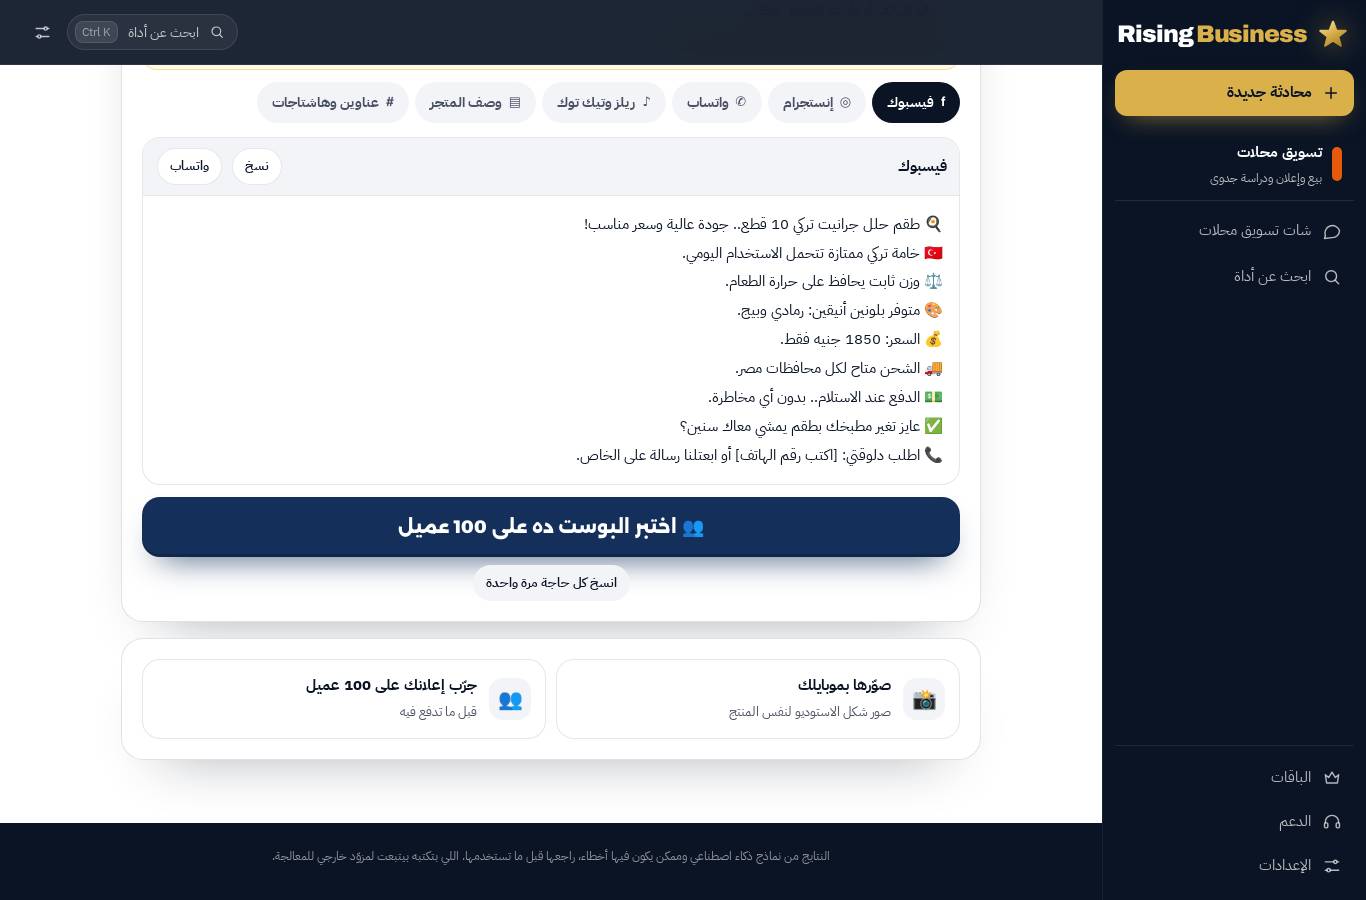 Rising Business
ابحث عن أداة
Ctrl K
محادثة جديدة
تسويق محلات
بيع وإعلان ودراسة جدوى
شات تسويق محلات
ابحث عن أداة
الباقات
الدعم
الإعدادات
f فيسبوك
◎ إنستجرام
✆ واتساب
♪ ريلز وتيك توك
▤ وصف المتجر
# عناوين وهاشتاجات
فيسبوك
نسخ
واتساب
🍳 طقم حلل جرانيت تركي 10 قطع.. جودة عالية وسعر مناسب!
🇹🇷 خامة تركي ممتازة تتحمل الاستخدام اليومي.
⚖️ وزن ثابت يحافظ على حرارة الطعام.
🎨 متوفر بلونين أنيقين: رمادي وبيج.
💰 السعر: 1850 جنيه فقط.
🚚 الشحن متاح لكل محافظات مصر.
💵 الدفع عند الاستلام.. بدون أي مخاطرة.
✅ عايز تغير مطبخك بطقم يمشي معاك سنين؟
📞 اطلب دلوقتي: [اكتب رقم الهاتف] أو ابعتلنا رسالة على الخاص.
👥 اختبر البوست ده على 100 عميل
انسخ كل حاجة مرة واحدة
صوّرها بموبايلك
صور شكل الاستوديو لنفس المنتج
جرّب إعلانك على 100 عميل
قبل ما تدفع فيه
النتايج من نماذج ذكاء اصطناعي وممكن يكون فيها أخطاء، راجعها قبل ما تستخدمها. اللي بتكتبه بيتبعت لمزوّد خارجي للمعالجة.